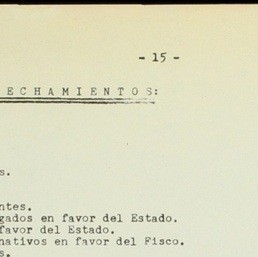 - 15 -
ECHAMIENTOS:
s.
ntes.
gados en favor del Estado.
favor del Estado.
nativos en favor del Fisco.
s.